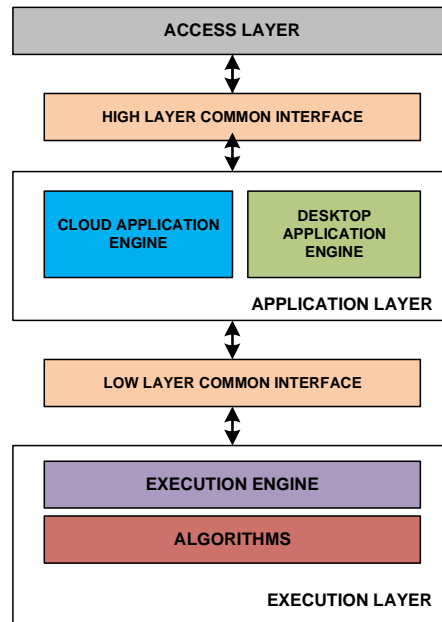 ACCESS LAYER
HIGH LAYER COMMON INTERFACE
CLOUD APPLICATION
ENGINE
DESKTOP
APPLICATION
ENGINE
APPLICATION LAYER
LOW LAYER COMMON INTERFACE
EXECUTION ENGINE
ALGORITHMS
EXECUTION LAYER